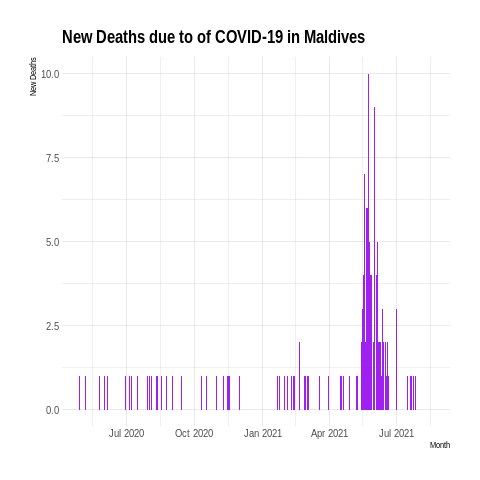 New Deaths due to of COVID-19 in Maldives
New Deaths
10.0
7.5
5.0
2.5
0.0
Jul 2020 Oct 2020 Jan 2021 Apr 2021 Jul 2021
Month